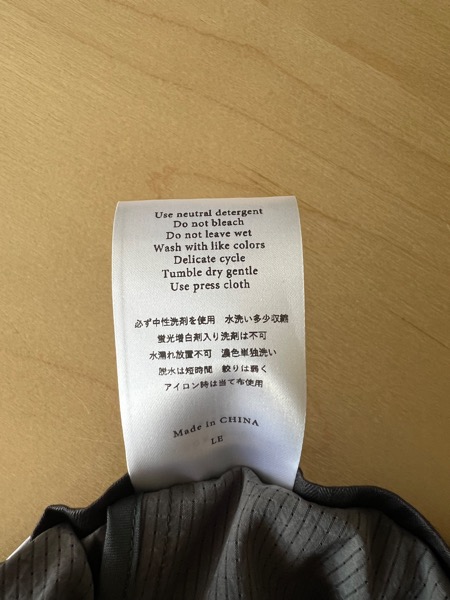 Use neutral detergent
Do not bleach
Do not leave wet
Wash with like colors
Delicate cycle
Tumble dry gentle
Use press cloth
必ず中性洗剤を使用　水洗い多少収縮
蛍光増白剤入り洗剤は不可
水濡れ放置不可　濃色単独洗い
脱水は短時間　絞りは弱く
アイロン時は当て布使用
Made in CHINA
LE